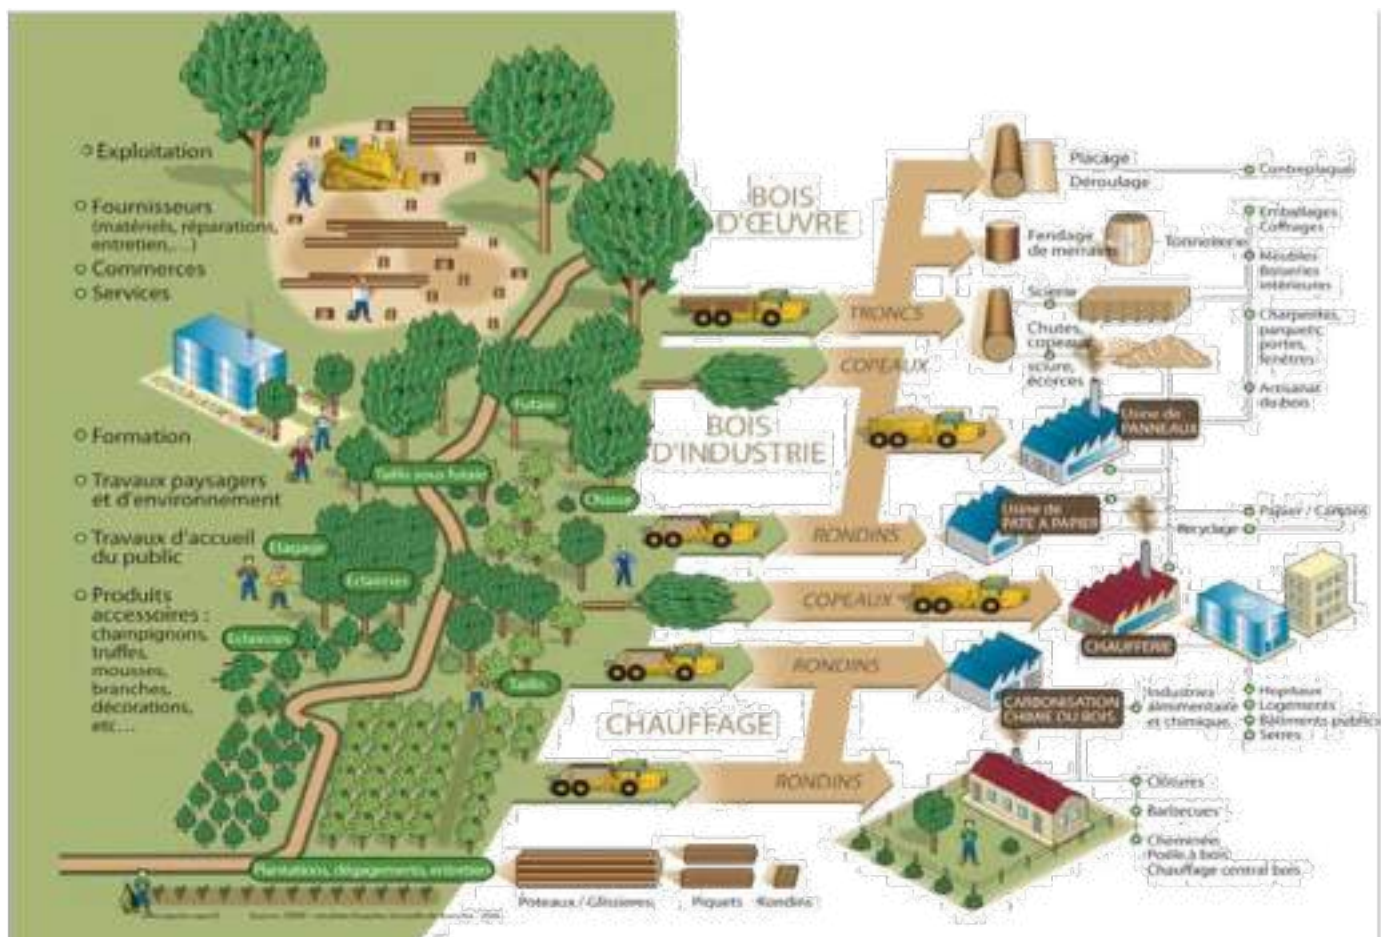 Exploitation
Fournisseurs
(matériels, réparations,
entretien,...)
Commerces
Services
Formation
Travaux paysagers
et d'environnement
Travaux d'accueil
du public
Produits
accessoires :
champignons,
truffes,
mousses,
branches,
décorations,
etc...
Futaie
Taillis sous futaie
Chasse
Elagage
Eclaircies
Eclaircies
Taillis
Plantations, dégagements, entretien
BOIS
D'ŒUVRE
BOIS
D'INDUSTRIE
CHAUFFAGE
TRONCS
COPEAUX
RONDINS
COPEAUX
RONDINS
RONDINS
Placage
Déroulage
Contreplaqué
Fendage
de merrains
Tonnellerie
Emballages
Coffrages
Meubles
Boiseries
intérieures
Scierie
Chutes,
copeaux,
sciure,
écorces
Charpentes,
parquets,
portes,
fenêtres
Artisanat
du bois
Usine de
PANNEAUX
Usine de
PATE A PAPIER
Papier / Cartons
Recyclage
CHAUFFERIE
CARBONISATION
CHIMIE DU BOIS
Industries
alimentaire
et chimique
Hopitaux
Logements
Bâtiments publics
Serres
Clôtures
Barbecues
Cheminée
Poêle à bois
Chauffage central bois
Poteaux / Glissières
Piquets
Rondins